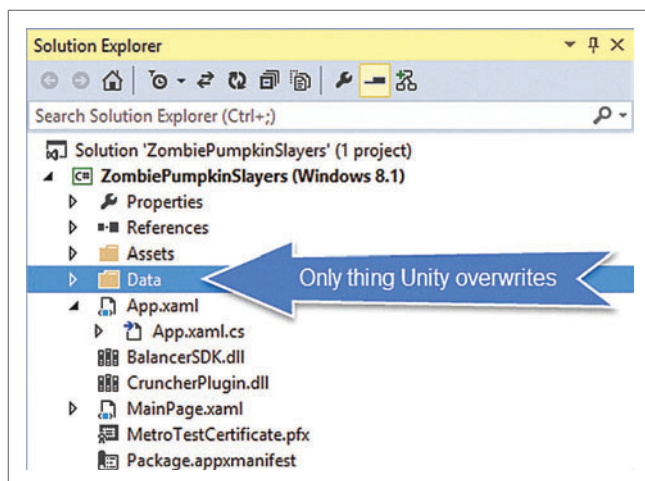 Solution Explorer
Search Solution Explorer (Ctrl+;)
Solution 'ZombiePumpkinSlayers' (1 project)
C# ZombiePumpkinSlayers (Windows 8.1)
Properties
References
Assets
Data
Only thing Unity overwrites
App.xaml
App.xaml.cs
BalancerSDK.dll
CruncherPlugin.dll
MainPage.xaml
MetroTestCertificate.pfx
Package.appxmanifest